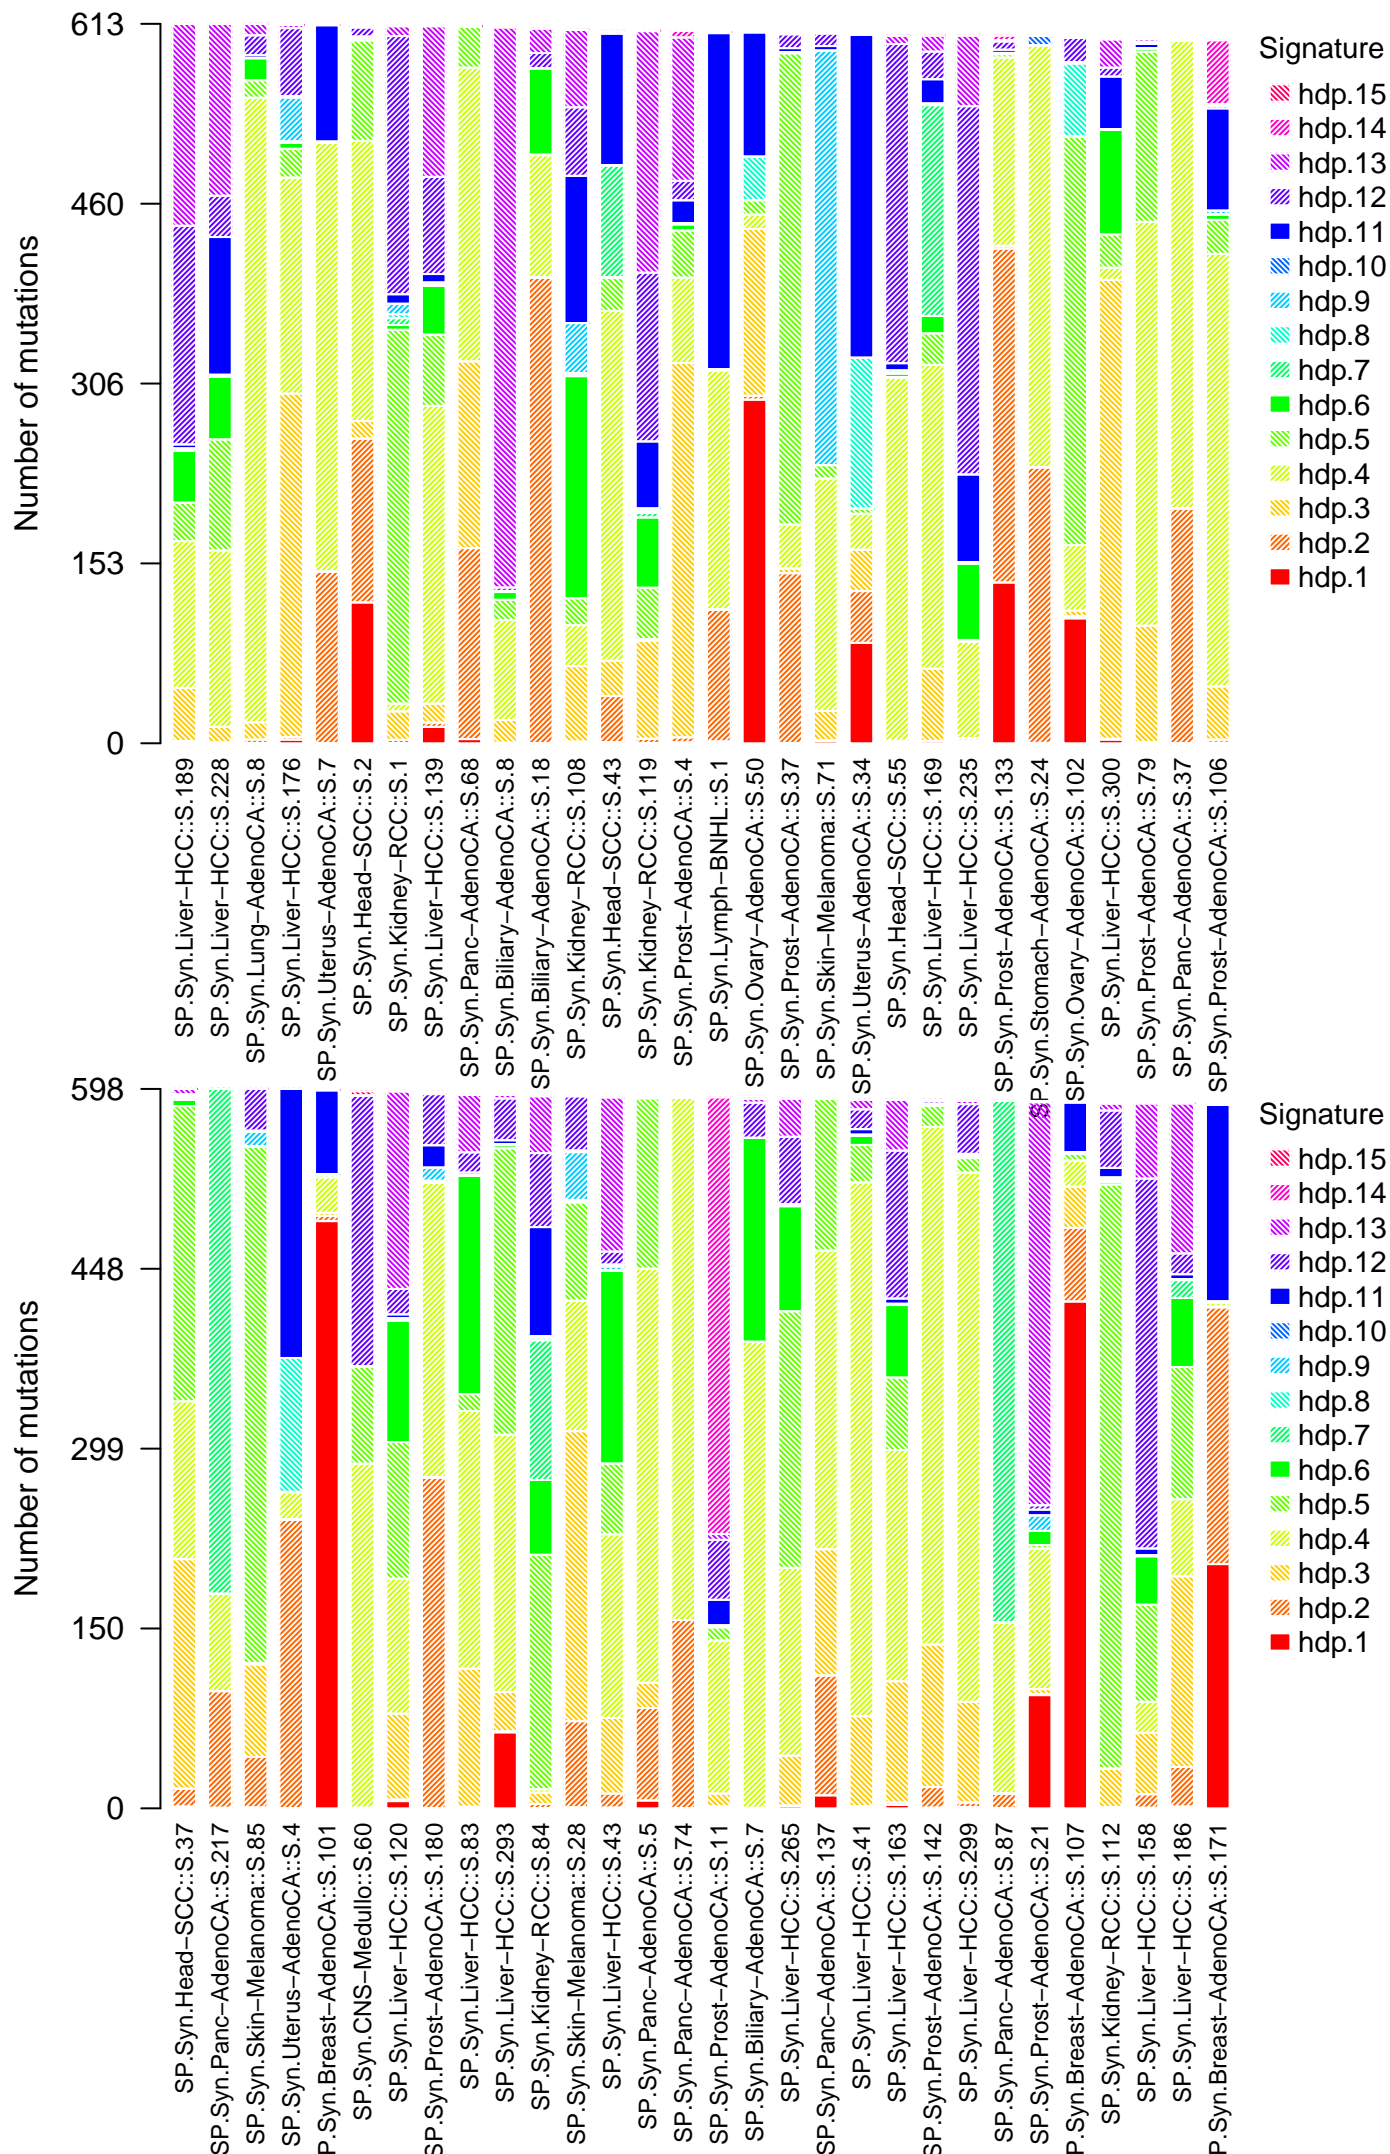 Number of mutations
613
460
306
153
0
Signature
hdp.15
hdp.14
hdp.13
hdp.12
hdp.11
hdp.10
hdp.9
hdp.8
hdp.7
hdp.6
hdp.5
hdp.4
hdp.3
hdp.2
hdp.1
SP.Syn.Liver−HCC::S.189
SP.Syn.Liver−HCC::S.228
SP.Syn.Lung−AdenoCA::S.8
SP.Syn.Liver−HCC::S.176
SP.Syn.Uterus−AdenoCA::S.7
SP.Syn.Head−SCC::S.2
SP.Syn.Kidney−RCC::S.1
SP.Syn.Liver−HCC::S.139
SP.Syn.Panc−AdenoCA::S.68
SP.Syn.Biliary−AdenoCA::S.8
SP.Syn.Biliary−AdenoCA::S.18
SP.Syn.Kidney−RCC::S.108
SP.Syn.Head−SCC::S.43
SP.Syn.Kidney−RCC::S.119
SP.Syn.Prost−AdenoCA::S.4
SP.Syn.Lymph−BNHL::S.1
SP.Syn.Ovary−AdenoCA::S.50
SP.Syn.Prost−AdenoCA::S.37
SP.Syn.Skin−Melanoma::S.71
SP.Syn.Uterus−AdenoCA::S.34
SP.Syn.Head−SCC::S.55
SP.Syn.Liver−HCC::S.169
SP.Syn.Liver−HCC::S.235
SP.Syn.Prost−AdenoCA::S.133
SP.Syn.Stomach−AdenoCA::S.24
SP.Syn.Ovary−AdenoCA::S.102
SP.Syn.Liver−HCC::S.300
SP.Syn.Prost−AdenoCA::S.79
SP.Syn.Panc−AdenoCA::S.37
SP.Syn.Prost−AdenoCA::S.106
Number of mutations
598
448
299
150
0
Signature
hdp.15
hdp.14
hdp.13
hdp.12
hdp.11
hdp.10
hdp.9
hdp.8
hdp.7
hdp.6
hdp.5
hdp.4
hdp.3
hdp.2
hdp.1
SP.Syn.Head−SCC::S.37
SP.Syn.Panc−AdenoCA::S.217
SP.Syn.Skin−Melanoma::S.85
SP.Syn.Uterus−AdenoCA::S.4
P.Syn.Breast−AdenoCA::S.101
SP.Syn.CNS−Medullo::S.60
SP.Syn.Liver−HCC::S.120
SP.Syn.Prost−AdenoCA::S.180
SP.Syn.Liver−HCC::S.83
SP.Syn.Liver−HCC::S.293
SP.Syn.Kidney−RCC::S.84
SP.Syn.Skin−Melanoma::S.28
SP.Syn.Liver−HCC::S.43
SP.Syn.Panc−AdenoCA::S.5
SP.Syn.Panc−AdenoCA::S.74
SP.Syn.Prost−AdenoCA::S.11
SP.Syn.Biliary−AdenoCA::S.7
SP.Syn.Liver−HCC::S.265
SP.Syn.Panc−AdenoCA::S.137
SP.Syn.Liver−HCC::S.41
SP.Syn.Liver−HCC::S.163
SP.Syn.Prost−AdenoCA::S.142
SP.Syn.Liver−HCC::S.299
SP.Syn.Panc−AdenoCA::S.87
SP.Syn.Prost−AdenoCA::S.21
P.Syn.Breast−AdenoCA::S.107
SP.Syn.Kidney−RCC::S.112
SP.Syn.Liver−HCC::S.158
SP.Syn.Liver−HCC::S.186
SP.Syn.Breast−AdenoCA::S.171